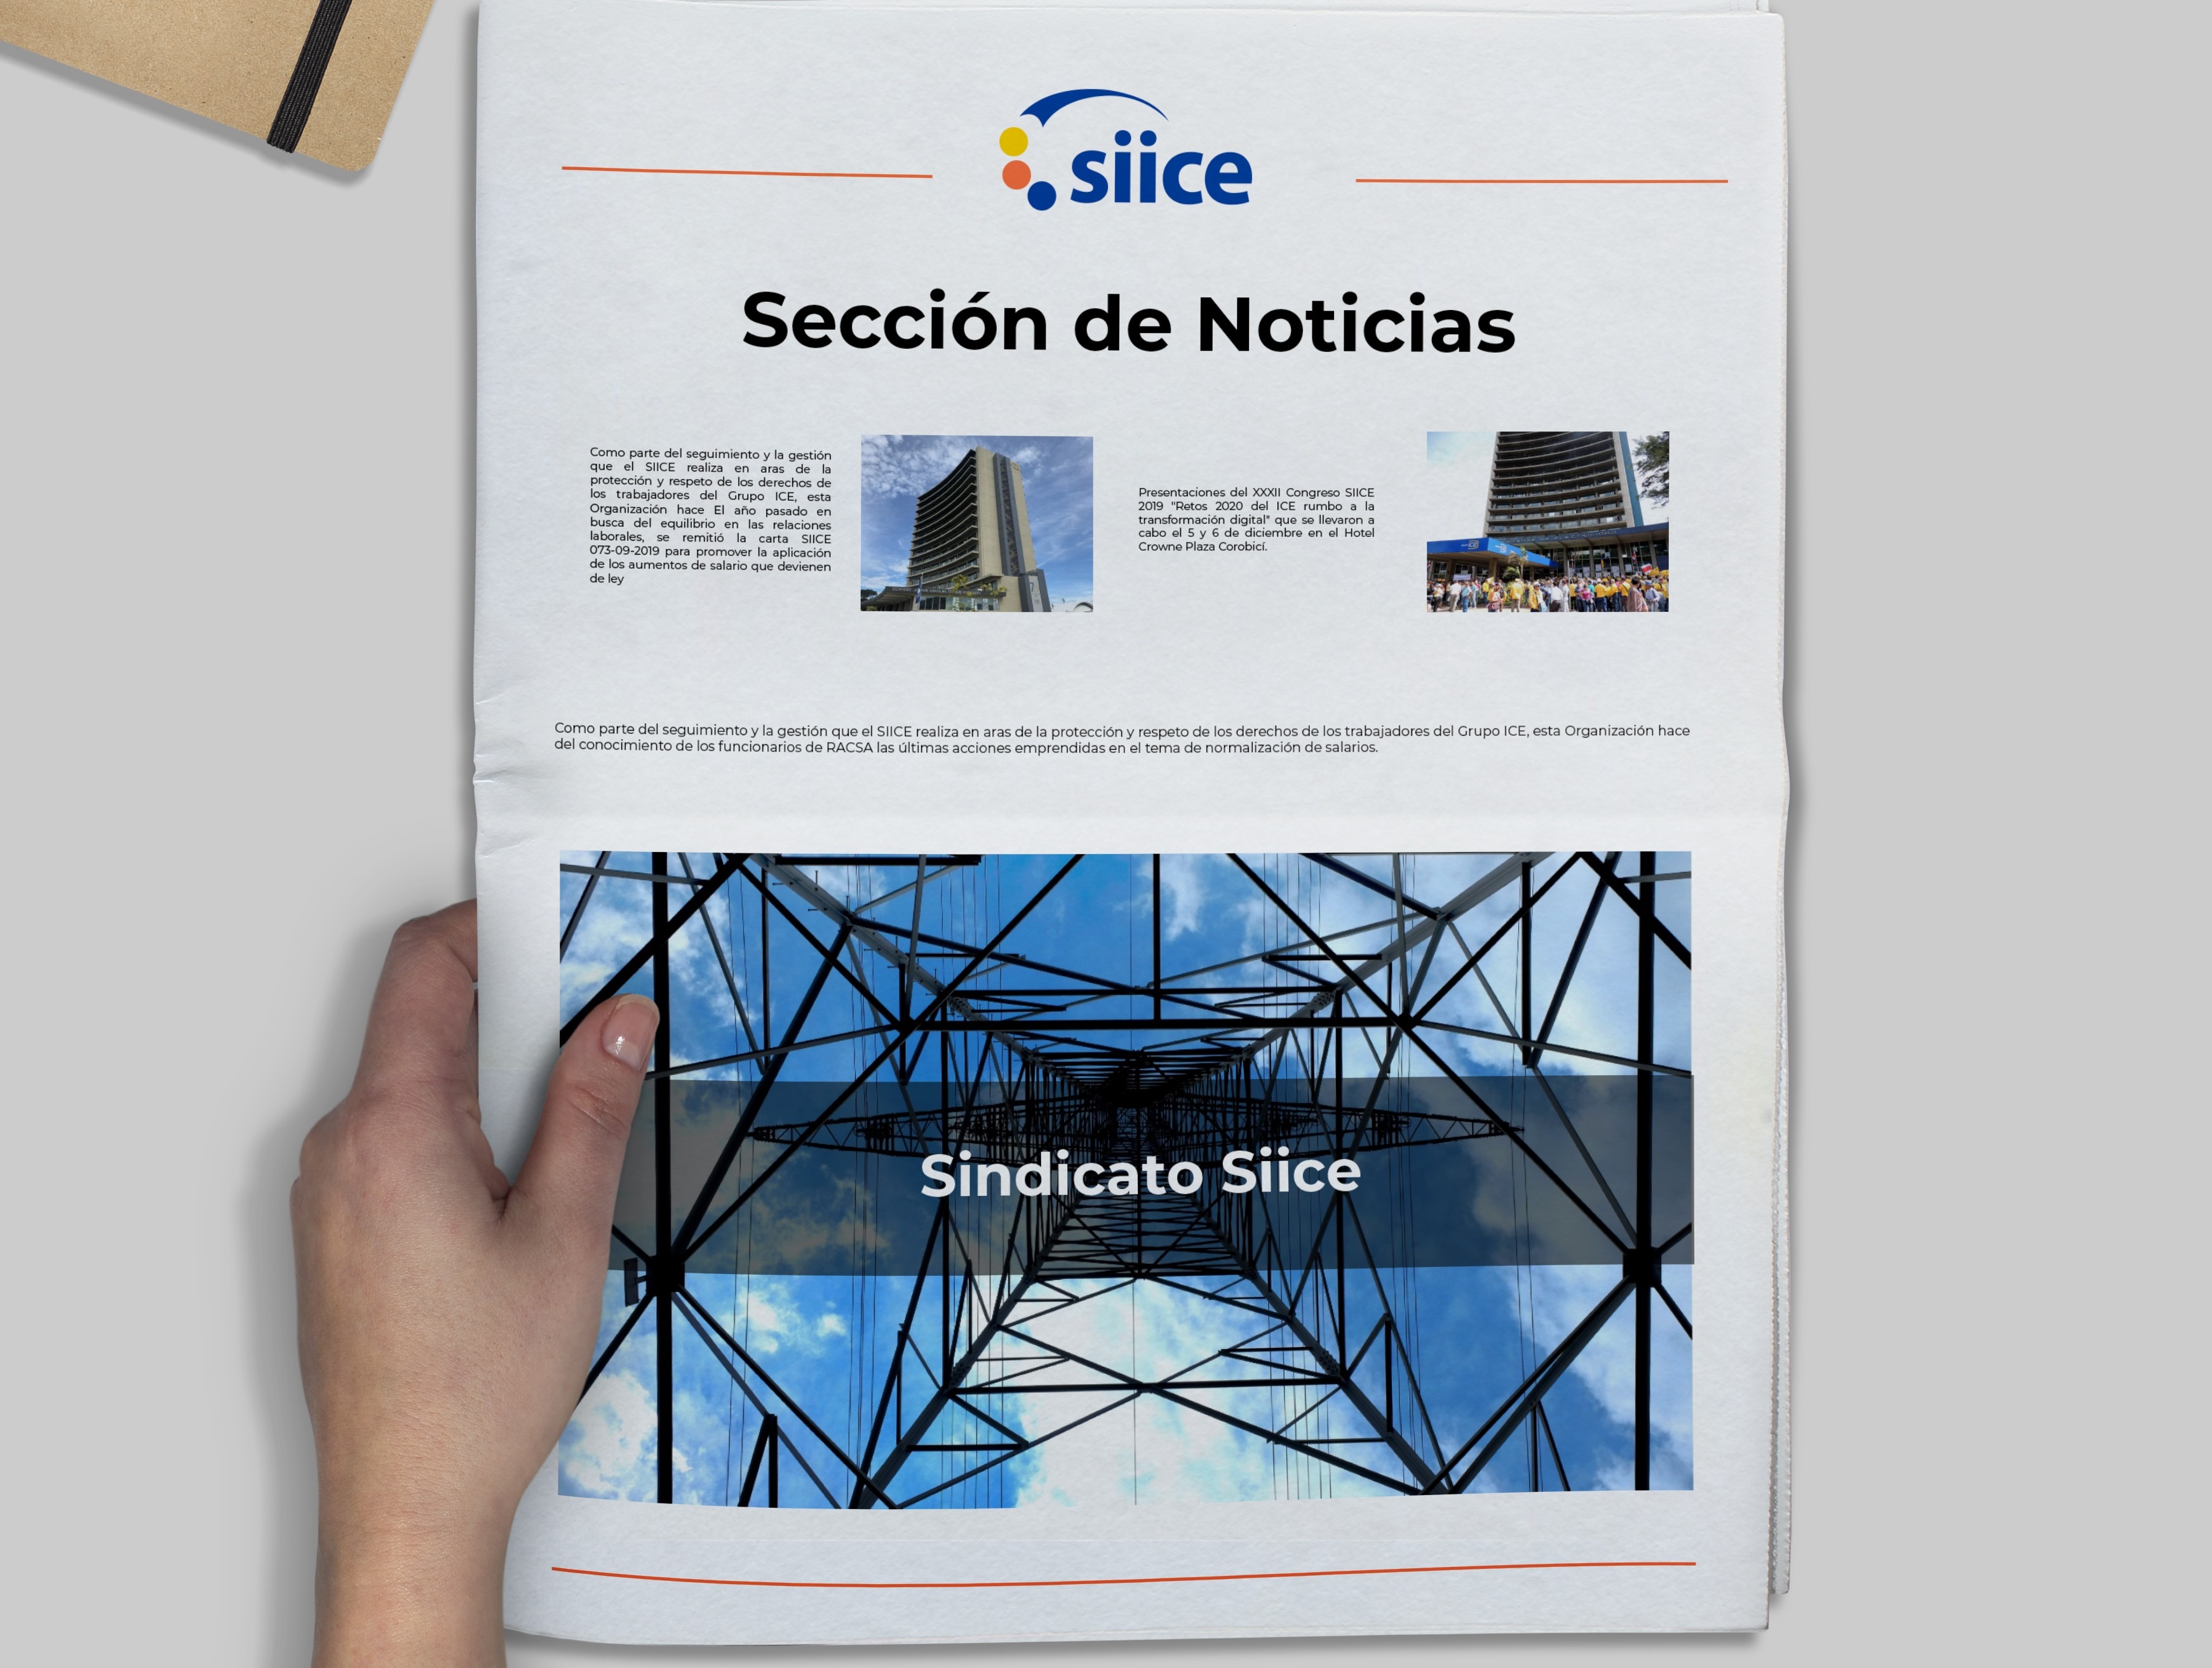 siice
Sección de Noticias
Como parte del seguimiento y la gestión
que el SIICE realiza en aras de la
protección y respeto de los derechos de
los trabajadores del Grupo ICE, esta
Organización hace El año pasado en
busca del equilibrio en las relaciones
laborales, se remitió la carta SIICE
073-09-2019 para promover la aplicación
de los aumentos de salario que devienen
de ley
Presentaciones del XXXII Congreso SIICE
2019 "Retos 2020 del ICE rumbo a la
transformación digital" que se llevaron a
cabo el 5 y 6 de diciembre en el Hotel
Crowne Plaza Corobicí.
Como parte del seguimiento y la gestión que el SIICE realiza en aras de la protección y respeto de los derechos de los trabajadores del Grupo ICE, esta Organización hace
del conocimiento de los funcionarios de RACSA las últimas acciones emprendidas en el tema de normalización de salarios.
Sindicato Siice